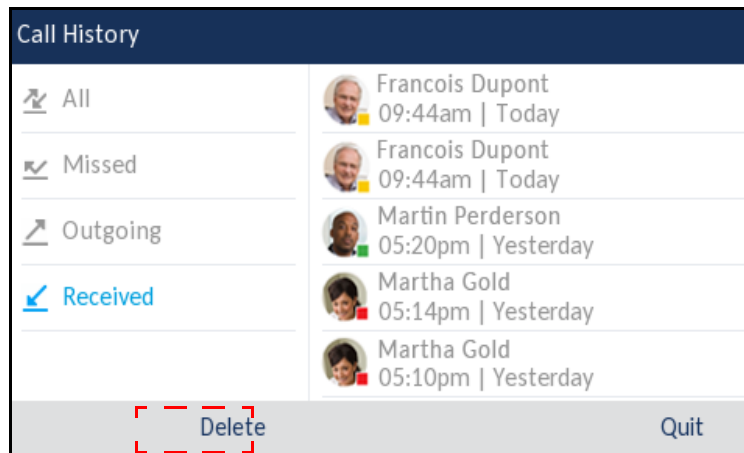 Call History
All
Missed
Outgoing
Received
Francois Dupont
09:44am | Today
Francois Dupont
09:44am | Today
Martin Perderson
05:20pm | Yesterday
Martha Gold
05:14pm | Yesterday
Martha Gold
05:10pm | Yesterday
Delete Quit